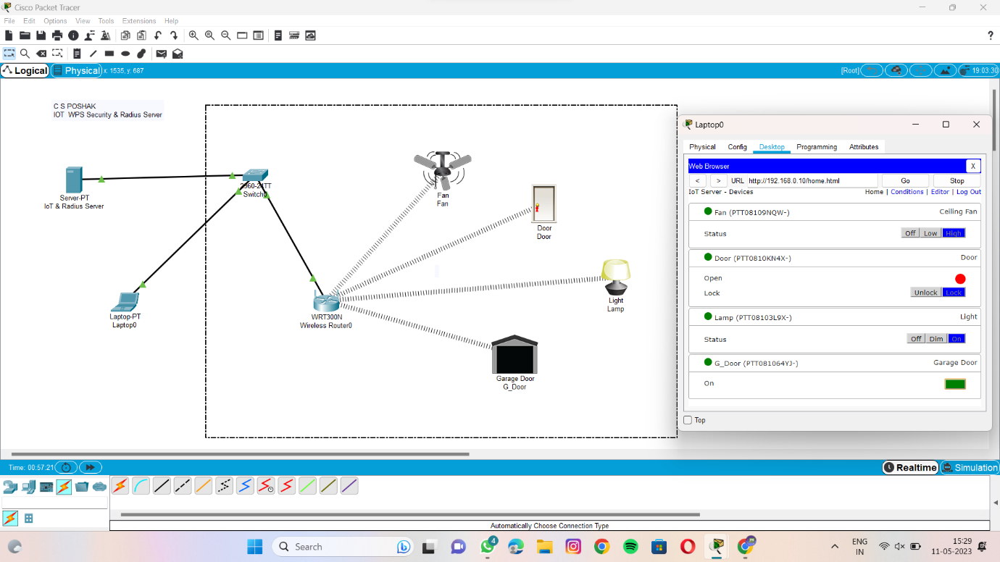 Cisco Packet Tracer
File Edit Options View Tools Extensions Help
?
Logical Physical x: 1535, y: 687 [Root] 19:03:30
C S POSHAK
IOT WPS Security & Radius Server
Server-PT
IoT & Radius Server
2960-24TT
Switch0
Laptop-PT
Laptop0
WRT300N
Wireless Router0
Fan
Fan
Door
Door
Light
Lamp
Garage Door
G_Door
Laptop0
Physical Config Desktop Programming Attributes
Web Browser X
< > URL http://192.168.0.10/home.html Go Stop
IoT Server - Devices Home | Conditions | Editor | Log Out
Fan (PTT08109NQW-) Ceiling Fan
Status Off Low High
Door (PTT0810KN4X-) Door
Open
Lock Unlock Lock
Lamp (PTT08103L9X-) Light
Status Off Dim On
G_Door (PTT081064YJ-) Garage Door
On
Top
Time: 00:57:21 Realtime Simulation
Automatically Choose Connection Type
Search 4 ENG 15:29
IN 11-05-2023